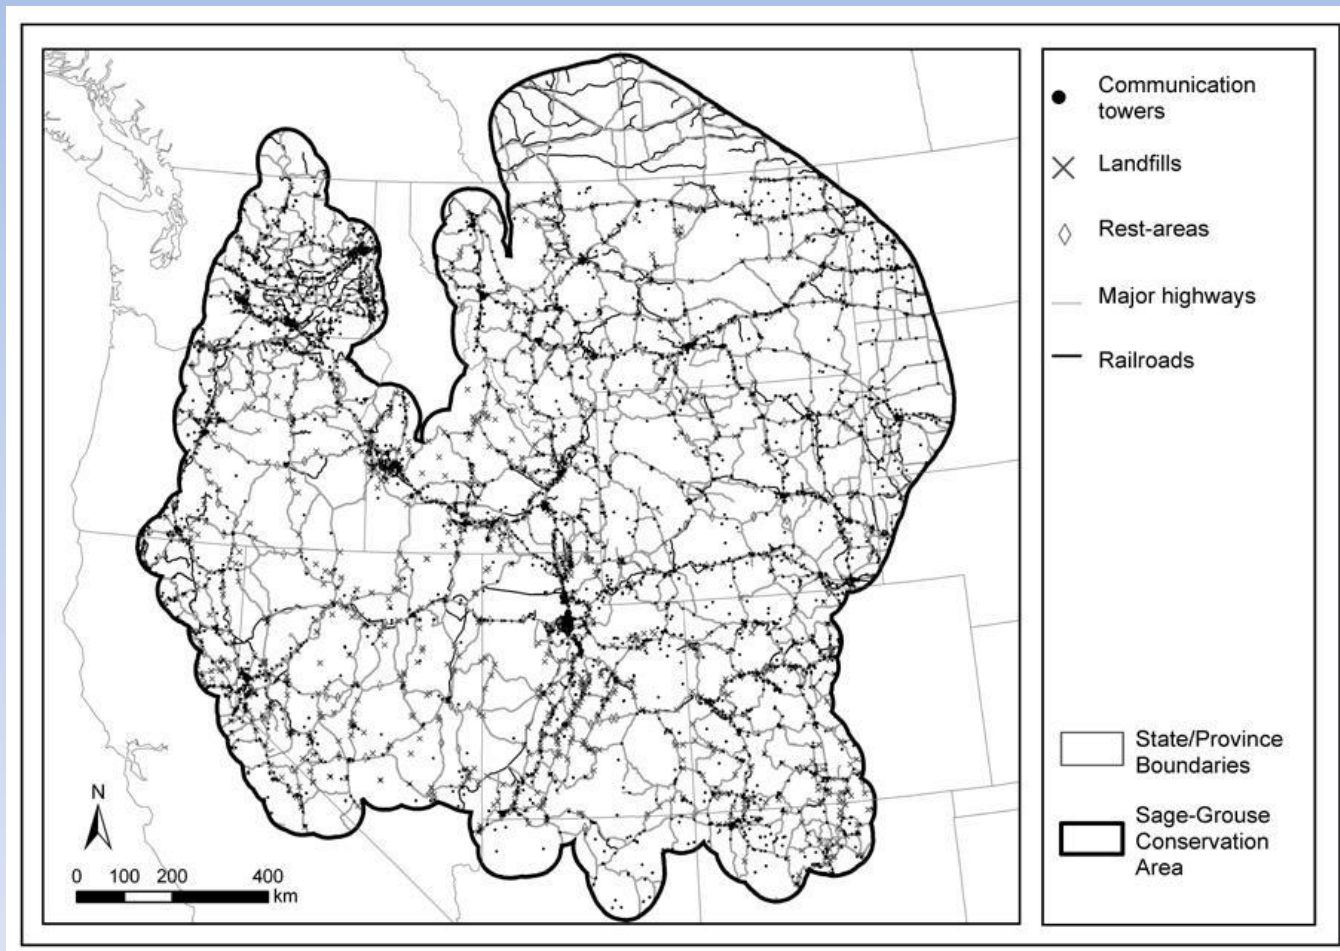 Communication
towers
Landfills
Rest-areas
Major highways
Railroads
State/Province
Boundaries
Sage-Grouse
Conservation
Area
N
0 100 200 400
km